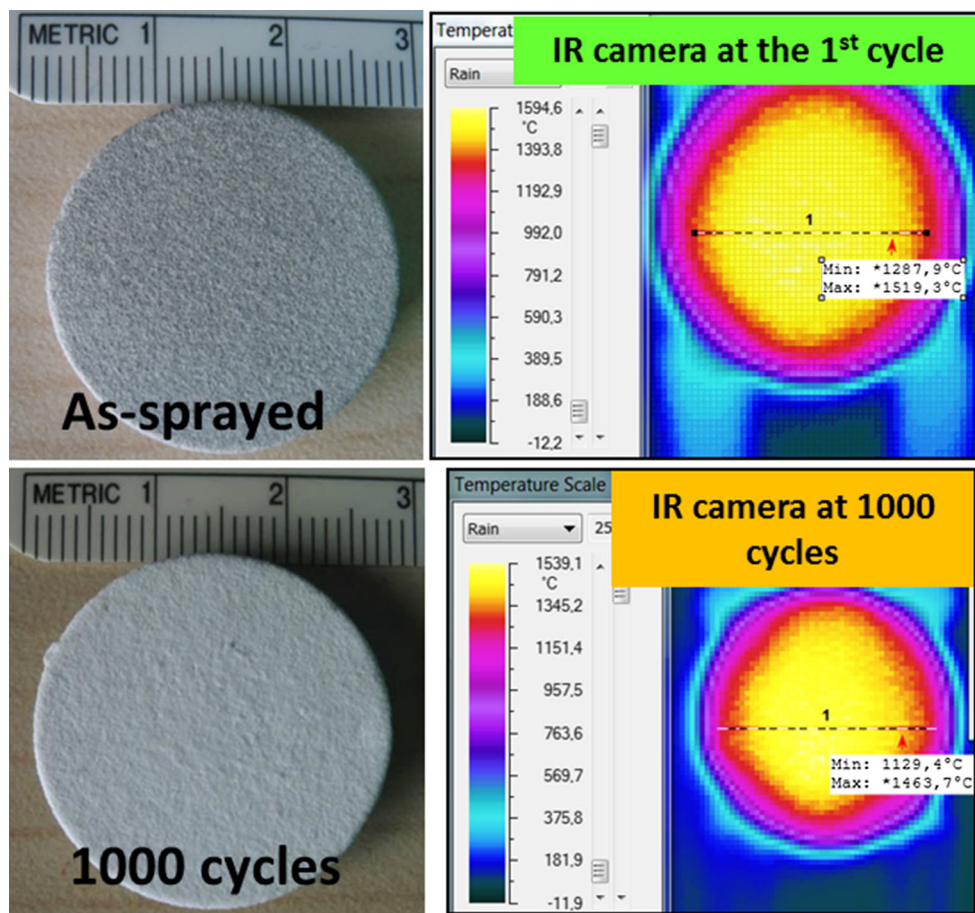 METRIC 1 2 3
As-sprayed
Temperat
IR camera at the 1st cycle
Rain
1594,6
°C
1393,8
1192,9
992,0
791,2
590,3
389,5
188,6
-12,2
1
Min: *1287,9°C
Max: *1519,3°C
METRIC 1 2 3
1000 cycles
Temperature Scale
IR camera at 1000
cycles
Rain
25
1539,1
°C
1345,2
1151,4
957,5
763,6
569,7
375,8
181,9
-11,9
1
Min: 1129,4°C
Max: *1463,7°C